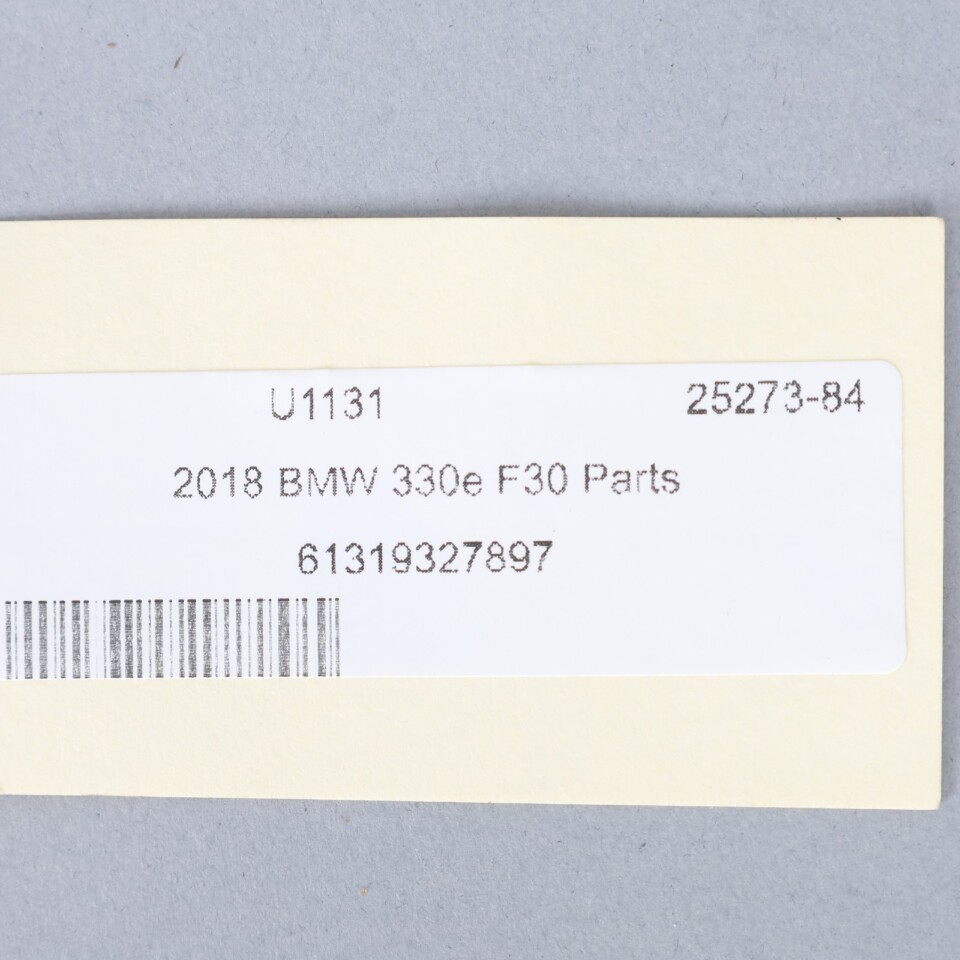 U1131 25273-84
2018 BMW 330e F30 Parts
61319327897